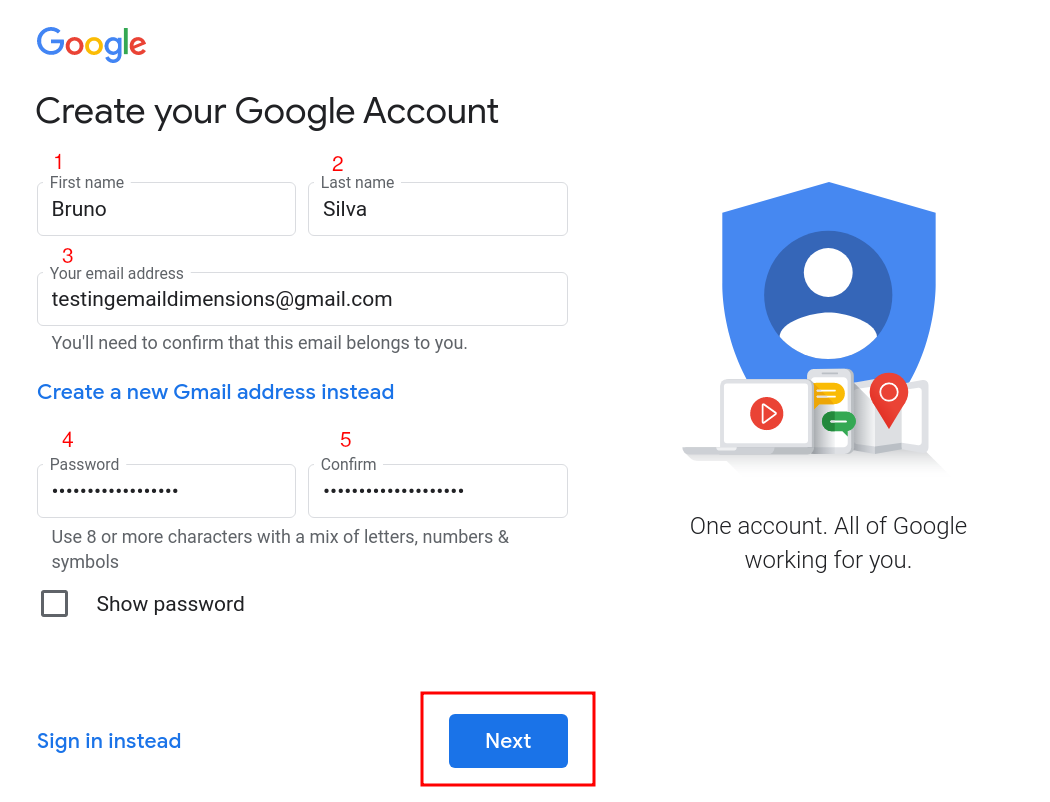 Google
Create your Google Account
1
2
First name
Last name
Bruno
Silva
3
Your email address
testingemaildimensions@gmail.com
You'll need to confirm that this email belongs to you.
Create a new Gmail address instead
4
5
Password
Confirm
••••••••••••••••••
••••••••••••••••••••
Use 8 or more characters with a mix of letters, numbers &
symbols
Show password
Sign in instead
Next
One account. All of Google
working for you.